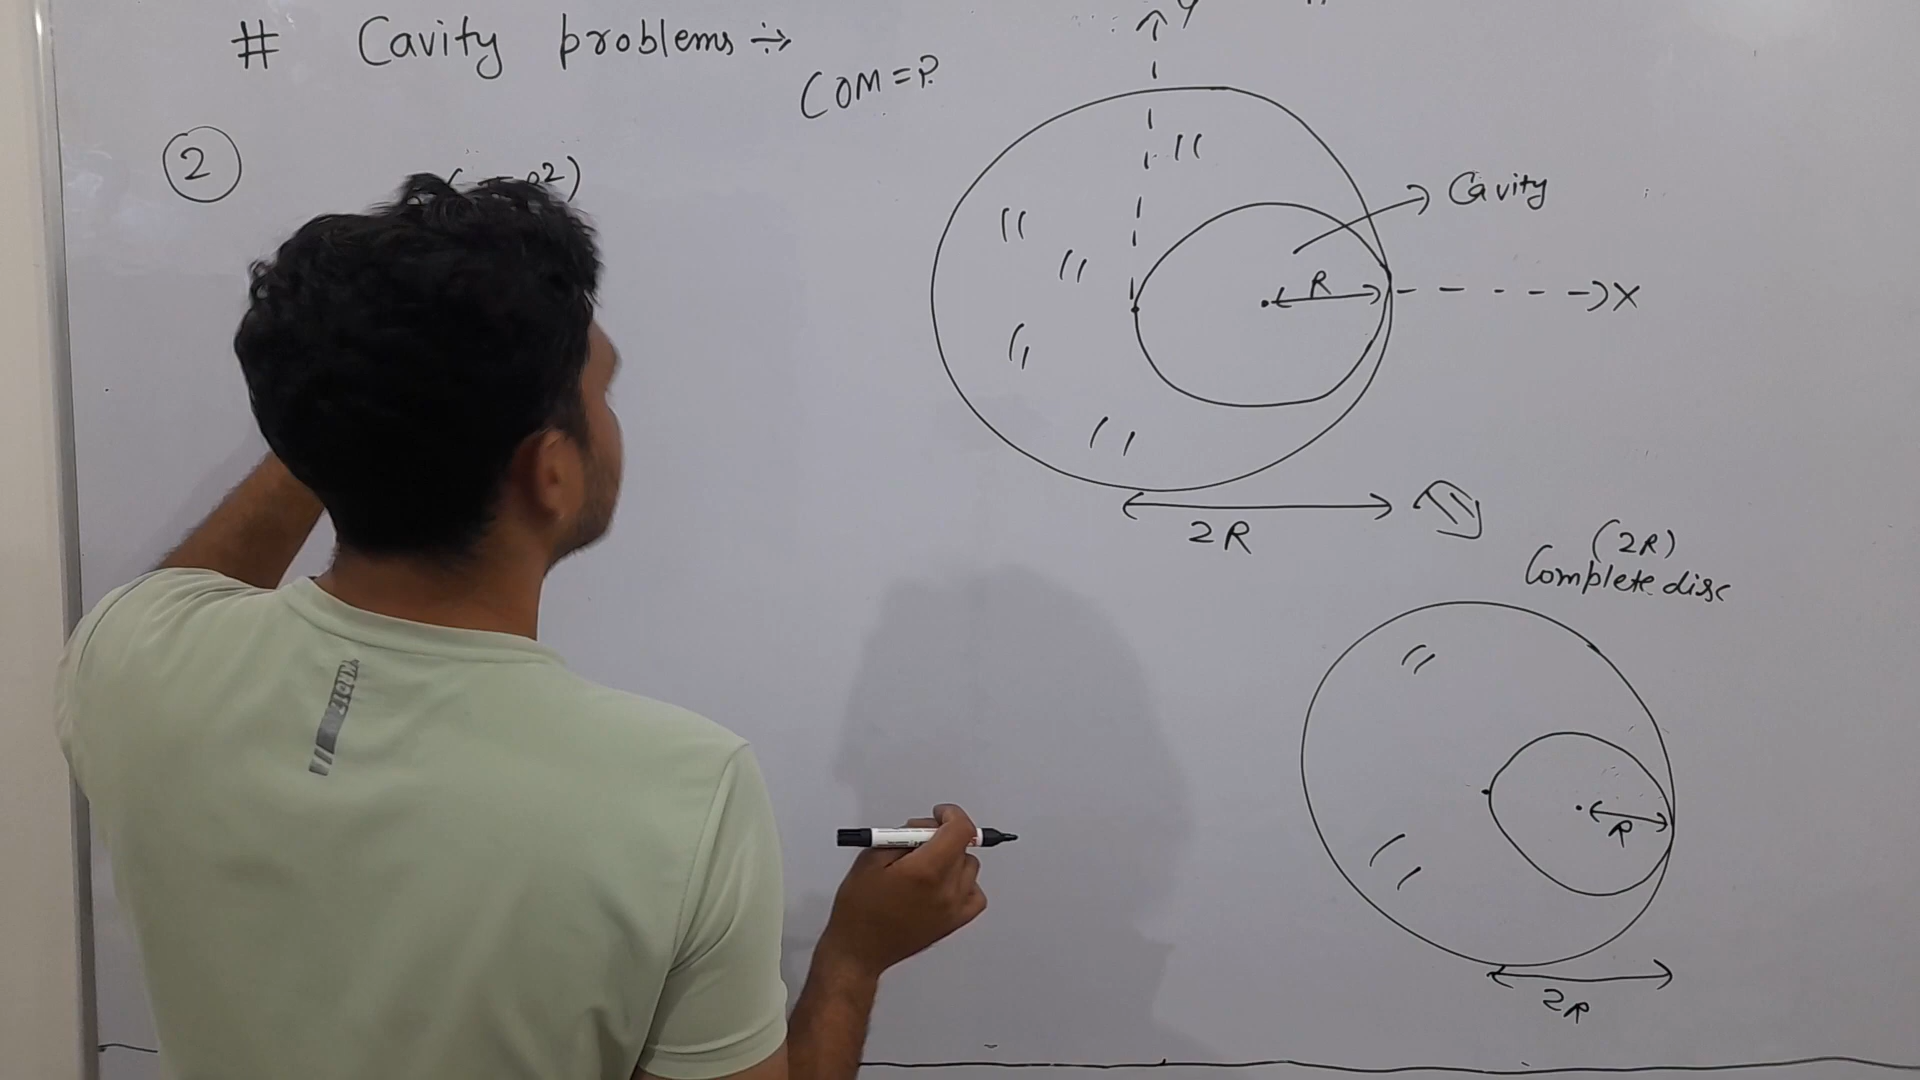 # Cavity problems ÷
COM = ?
Y
2
Cavity
R
X
2R
(2R)
Complete disc
R
2R